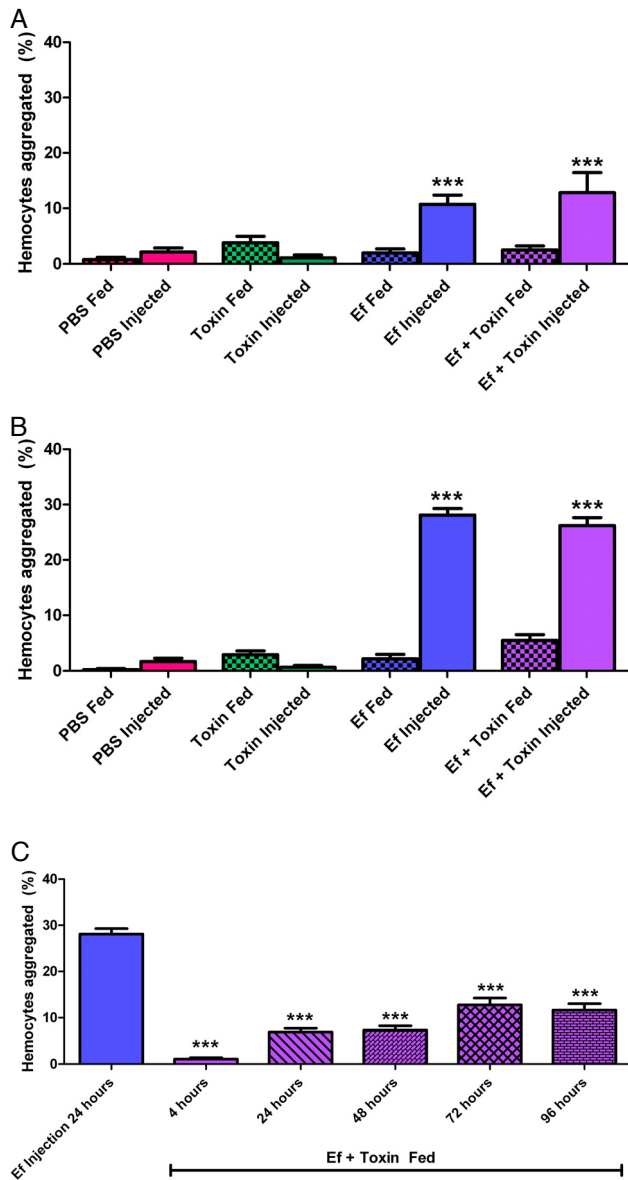 A
Hemocytes aggregated (%)
40
30
20
10
0
***
***
PBS Fed
PBS Injected
Toxin Fed
Toxin Injected
Ef Fed
Ef Injected
Ef + Toxin Fed
Ef + Toxin Injected
B
Hemocytes aggregated (%)
40
30
20
10
0
***
***
PBS Fed
PBS Injected
Toxin Fed
Toxin Injected
Ef Fed
Ef Injected
Ef + Toxin Fed
Ef + Toxin Injected
C
Hemocytes aggregated (%)
40
30
20
10
0
***
***
***
***
***
Ef Injection 24 hours
4 hours
24 hours
48 hours
72 hours
96 hours
Ef + Toxin Fed